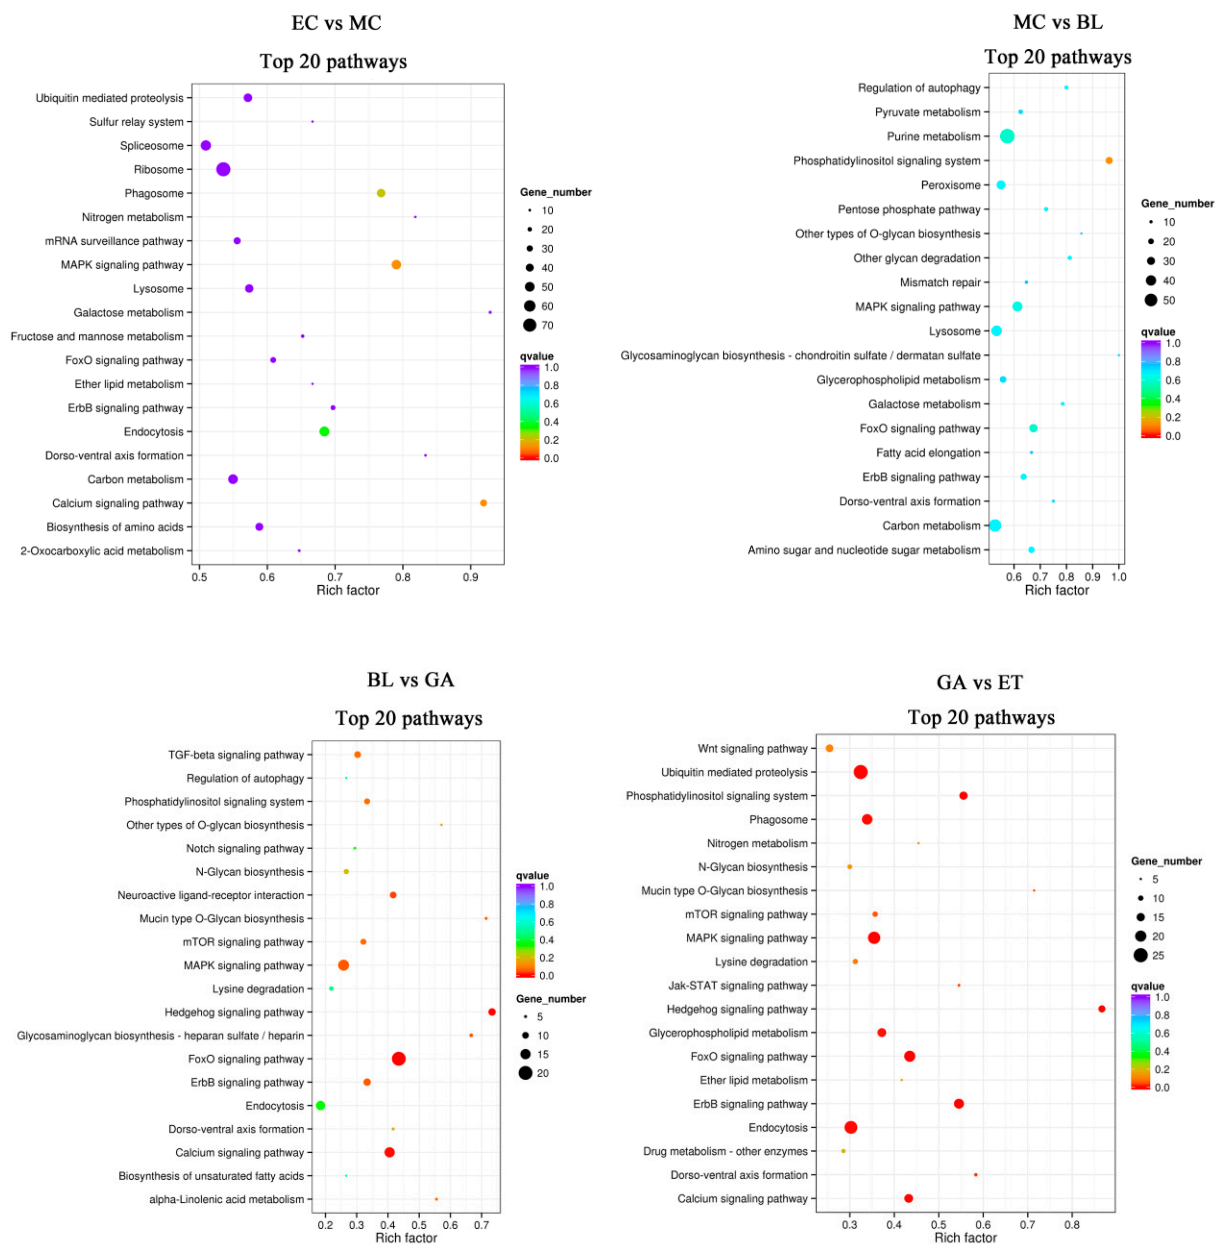 EC vs MC
Top 20 pathways
Ubiquitin mediated proteolysis
Sulfur relay system
Spliceosome
Ribosome
Phagosome
Nitrogen metabolism
mRNA surveillance pathway
MAPK signaling pathway
Lysosome
Galactose metabolism
Fructose and mannose metabolism
FoxO signaling pathway
Ether lipid metabolism
ErbB signaling pathway
Endocytosis
Dorso-ventral axis formation
Carbon metabolism
Calcium signaling pathway
Biosynthesis of amino acids
2-Oxocarboxylic acid metabolism
0.5 0.6 0.7 0.8 0.9
Rich factor
Gene_number
10
20
30
40
50
60
70
qvalue
1.0
0.8
0.6
0.4
0.2
0.0
MC vs BL
Top 20 pathways
Regulation of autophagy
Pyruvate metabolism
Purine metabolism
Phosphatidylinositol signaling system
Peroxisome
Pentose phosphate pathway
Other types of O-glycan biosynthesis
Other glycan degradation
Mismatch repair
MAPK signaling pathway
Lysosome
Glycosaminoglycan biosynthesis - chondroitin sulfate / dermatan sulfate
Glycerophospholipid metabolism
Galactose metabolism
FoxO signaling pathway
Fatty acid elongation
ErbB signaling pathway
Dorso-ventral axis formation
Carbon metabolism
Amino sugar and nucleotide sugar metabolism
0.6 0.7 0.8 0.9 1.0
Rich factor
Gene_number
10
20
30
40
50
qvalue
1.0
0.8
0.6
0.4
0.2
0.0
BL vs GA
Top 20 pathways
TGF-beta signaling pathway
Regulation of autophagy
Phosphatidylinositol signaling system
Other types of O-glycan biosynthesis
Notch signaling pathway
N-Glycan biosynthesis
Neuroactive ligand-receptor interaction
Mucin type O-Glycan biosynthesis
mTOR signaling pathway
MAPK signaling pathway
Lysine degradation
Hedgehog signaling pathway
Glycosaminoglycan biosynthesis - heparan sulfate / heparin
FoxO signaling pathway
ErbB signaling pathway
Endocytosis
Dorso-ventral axis formation
Calcium signaling pathway
Biosynthesis of unsaturated fatty acids
alpha-Linolenic acid metabolism
0.2 0.3 0.4 0.5 0.6 0.7
Rich factor
qvalue
1.0
0.8
0.6
0.4
0.2
0.0
Gene_number
5
10
15
20
GA vs ET
Top 20 pathways
Wnt signaling pathway
Ubiquitin mediated proteolysis
Phosphatidylinositol signaling system
Phagosome
Nitrogen metabolism
N-Glycan biosynthesis
Mucin type O-Glycan biosynthesis
mTOR signaling pathway
MAPK signaling pathway
Lysine degradation
Jak-STAT signaling pathway
Hedgehog signaling pathway
Glycerophospholipid metabolism
FoxO signaling pathway
Ether lipid metabolism
ErbB signaling pathway
Endocytosis
Drug metabolism - other enzymes
Dorso-ventral axis formation
Calcium signaling pathway
0.3 0.4 0.5 0.6 0.7 0.8
Rich factor
Gene_number
5
10
15
20
25
qvalue
1.0
0.8
0.6
0.4
0.2
0.0